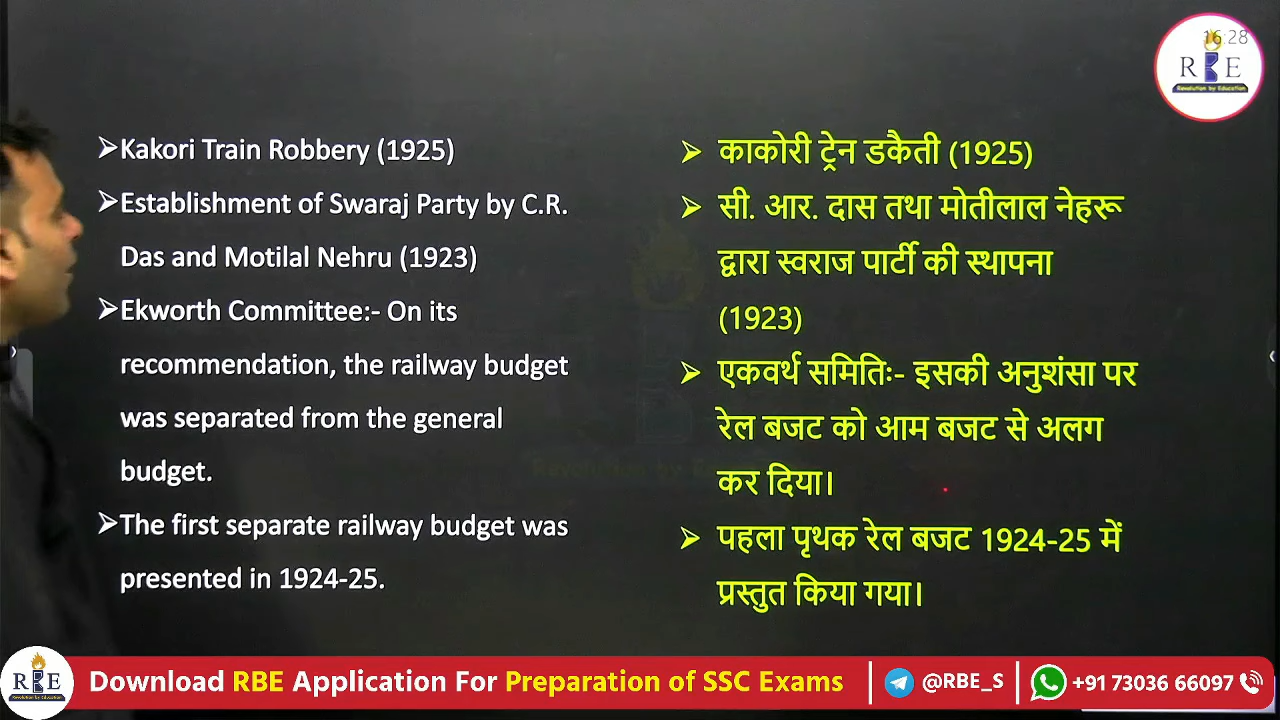 16:28
R B E
Revolution by Education
➢Kakori Train Robbery (1925)
➢Establishment of Swaraj Party by C.R.
Das and Motilal Nehru (1923)
➢Ekworth Committee:- On its
recommendation, the railway budget
was separated from the general
budget.
➢The first separate railway budget was
presented in 1924-25.
➢ काकोरी ट्रेन डकैती (1925)
➢ सी. आर. दास तथा मोतीलाल नेहरू
द्वारा स्वराज पार्टी की स्थापना
(1923)
➢ एकवर्थ समितिः- इसकी अनुशंसा पर
रेल बजट को आम बजट से अलग
कर दिया।
➢ पहला पृथक रेल बजट 1924-25 में
प्रस्तुत किया गया।
R B E
Revolution by Education
Download RBE Application For Preparation of SSC Exams
@RBE_S
+91 73036 66097